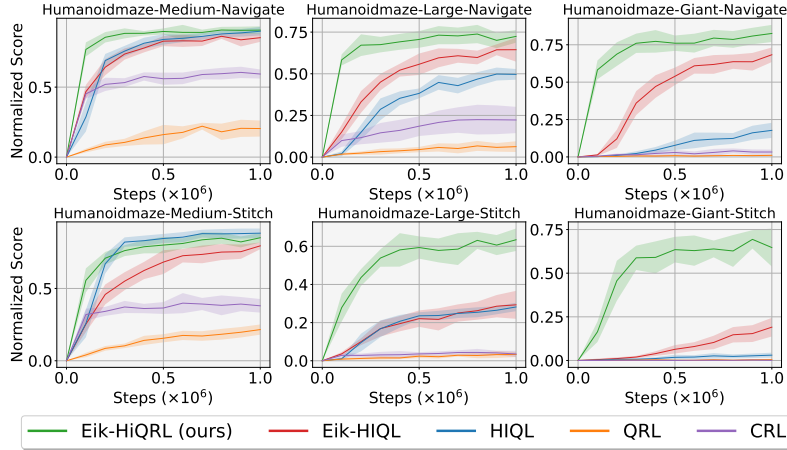 Humanoidmaze-Medium-Navigate Humanoidmaze-Large-Navigate Humanoidmaze-Giant-Navigate
Normalized Score
0.5
0.0
0.0 0.5 1.0
Steps (×10⁶)
0.75
0.50
0.25
0.00
0.0 0.5 1.0
Steps (×10⁶)
0.75
0.50
0.25
0.00
0.0 0.5 1.0
Steps (×10⁶)
Humanoidmaze-Medium-Stitch Humanoidmaze-Large-Stitch Humanoidmaze-Giant-Stitch
Normalized Score
0.5
0.0
0.0 0.5 1.0
Steps (×10⁶)
0.6
0.4
0.2
0.0
0.0 0.5 1.0
Steps (×10⁶)
0.75
0.50
0.25
0.00
0.0 0.5 1.0
Steps (×10⁶)
Eik-HiQRL (ours) Eik-HIQL HIQL QRL CRL